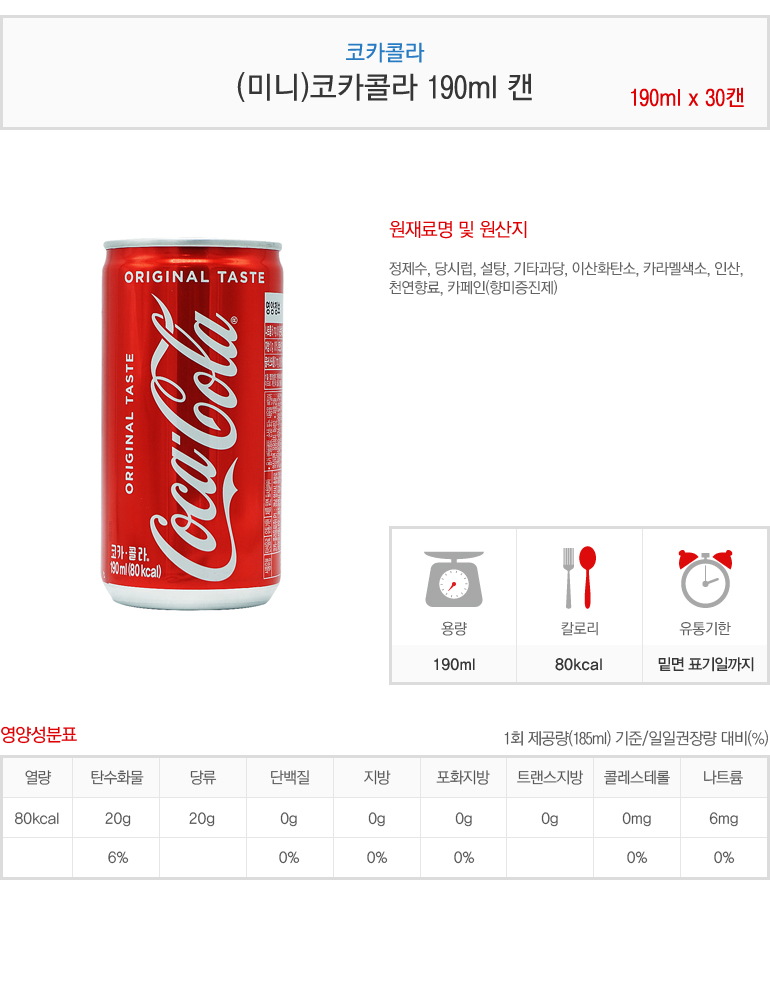 코카콜라
(미니)코카콜라 190ml 캔
190ml x 30캔
원재료명 및 원산지
정제수, 당시럽, 설탕, 기타과당, 이산화탄소, 카라멜색소, 인산,
천연향료, 카페인(향미증진제)
ORIGINAL TASTE
ORIGINAL TASTE
Coca-Cola®
영양정보
코카·콜라.
190ml(80kcal)
용량 칼로리 유통기한
190ml 80kcal 밑면 표기일까지
영양성분표
1회 제공량(185ml) 기준/일일권장량 대비(%)
열량 탄수화물 당류 단백질 지방 포화지방 트랜스지방 콜레스테롤 나트륨
80kcal 20g 20g 0g 0g 0g 0g 0mg 6mg
6% 0% 0% 0% 0% 0%